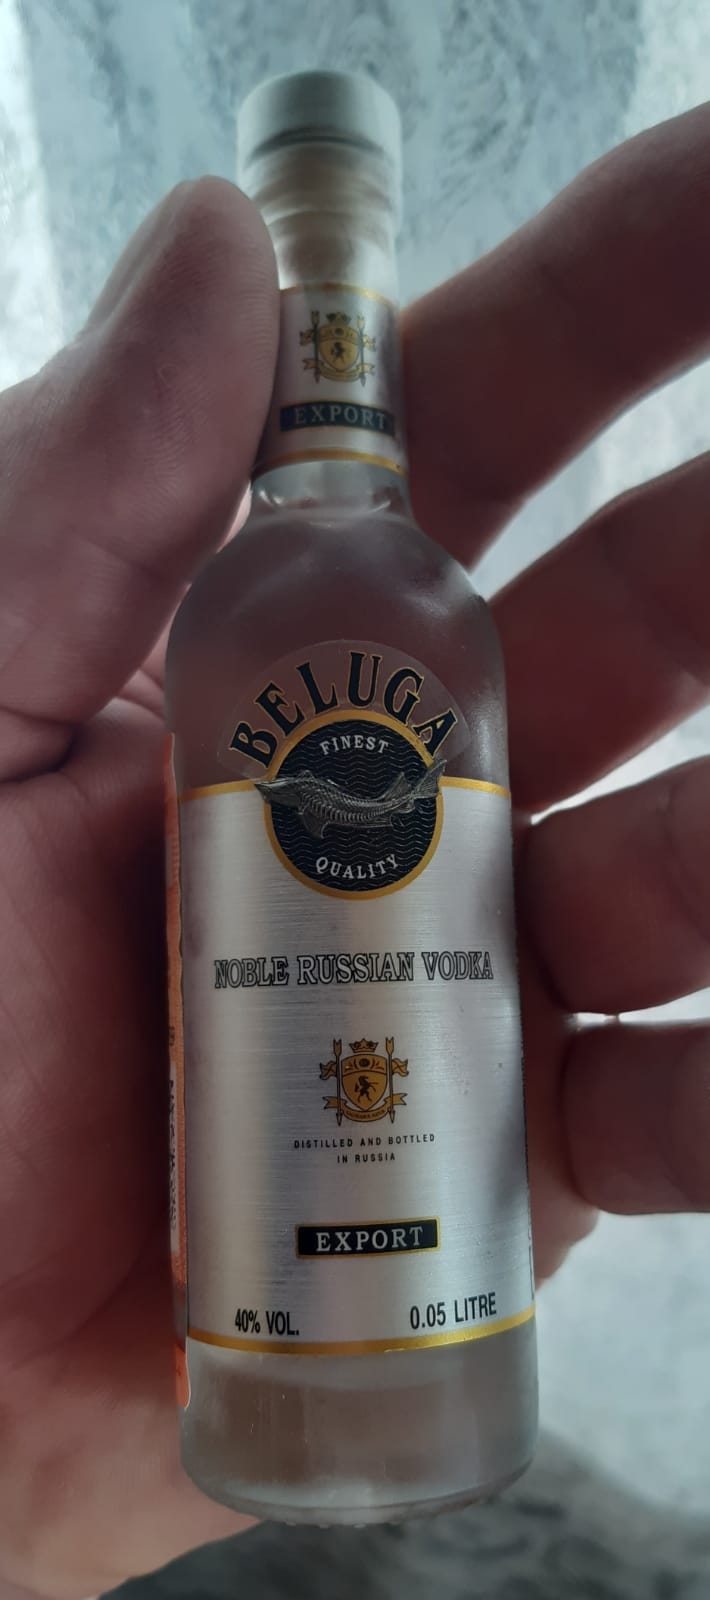 EXPORT
BELUGA
FINEST
QUALITY
NOBLE RUSSIAN VODKA
DISTILLED AND BOTTLED
IN RUSSIA
EXPORT
40% VOL.
0.05 LITRE